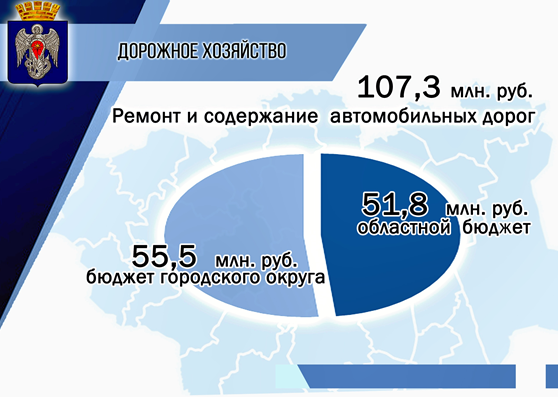 ДОРОЖНОЕ ХОЗЯЙСТВО
107,3 млн. руб.
Ремонт и содержание автомобильных дорог
51,8 млн. руб.
областной бюджет
55,5 млн. руб.
бюджет городского округа